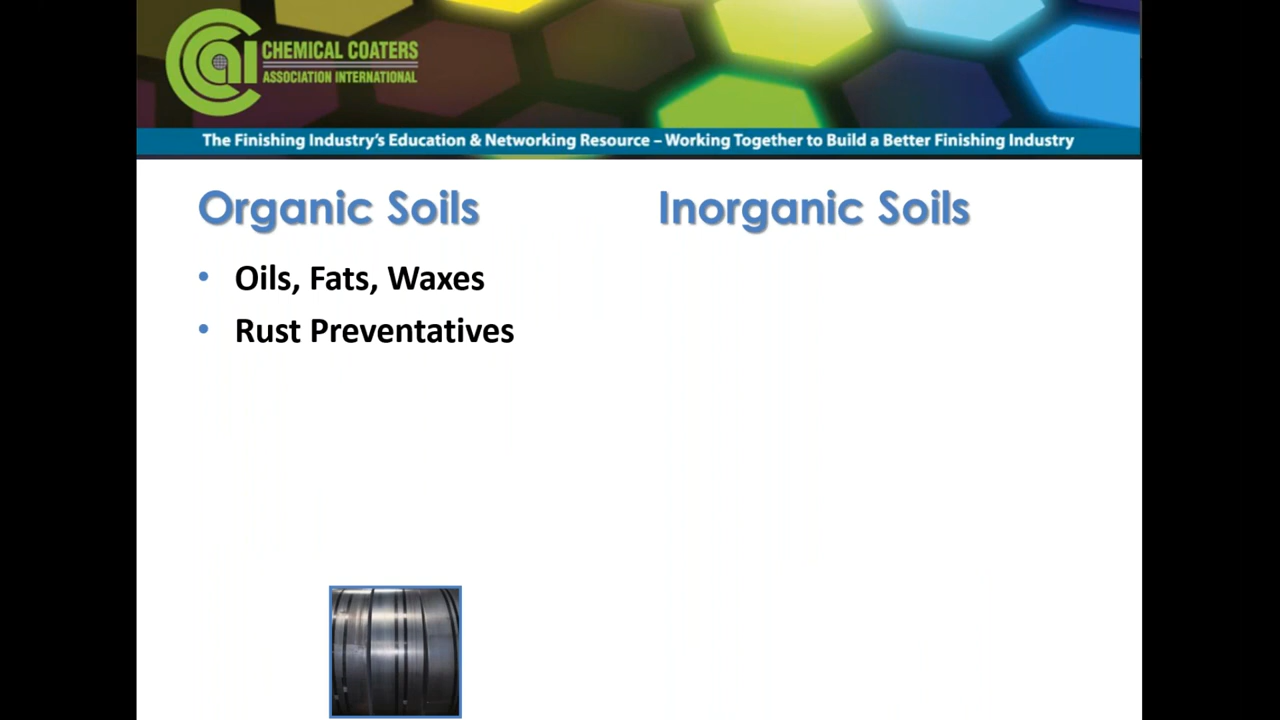 CHEMICAL COATERS
ASSOCIATION INTERNATIONAL
The Finishing Industry's Education & Networking Resource – Working Together to Build a Better Finishing Industry
Organic Soils
• Oils, Fats, Waxes
• Rust Preventatives
Inorganic Soils